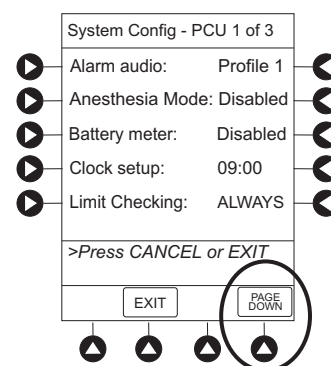 System Config - PCU 1 of 3
Alarm audio: Profile 1
Anesthesia Mode: Disabled
Battery meter: Disabled
Clock setup: 09:00
Limit Checking: ALWAYS
>Press CANCEL or EXIT
EXIT
PAGE
DOWN